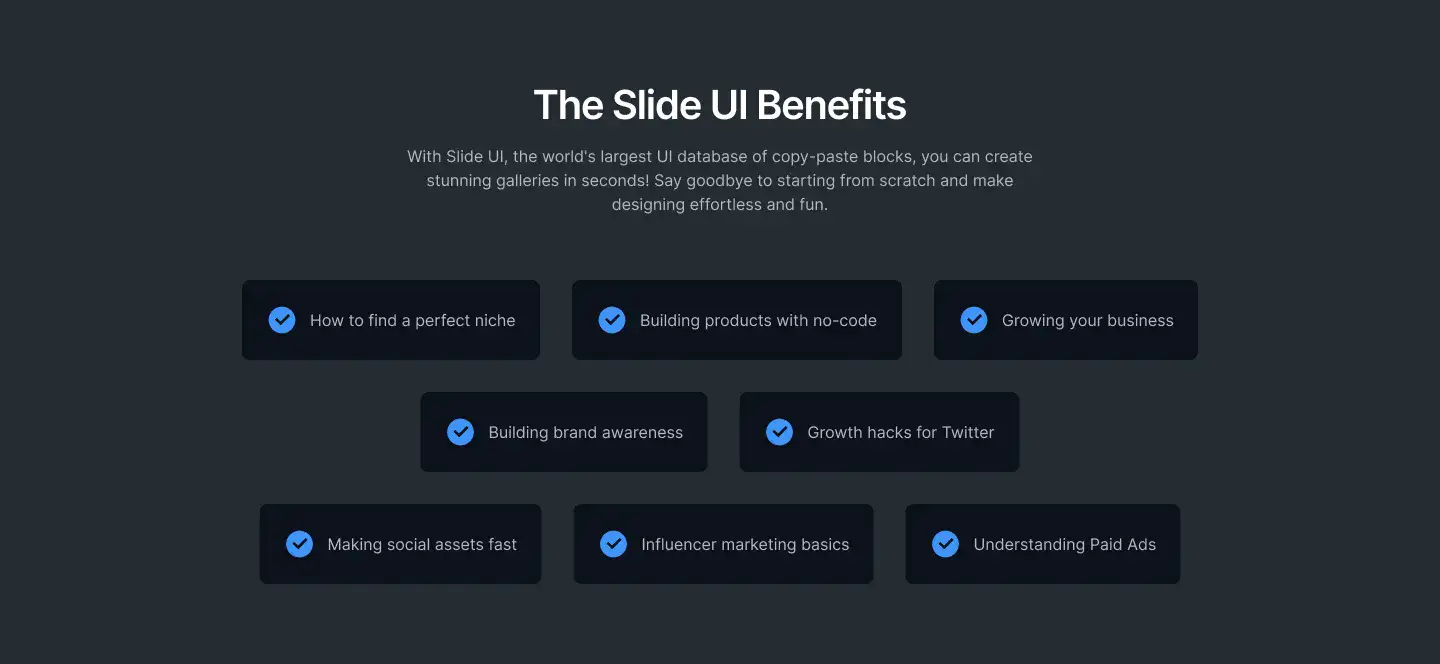 The Slide UI Benefits
With Slide UI, the world's largest UI database of copy-paste blocks, you can create
stunning galleries in seconds! Say goodbye to starting from scratch and make
designing effortless and fun.
How to find a perfect niche
Building products with no-code
Growing your business
Building brand awareness
Growth hacks for Twitter
Making social assets fast
Influencer marketing basics
Understanding Paid Ads